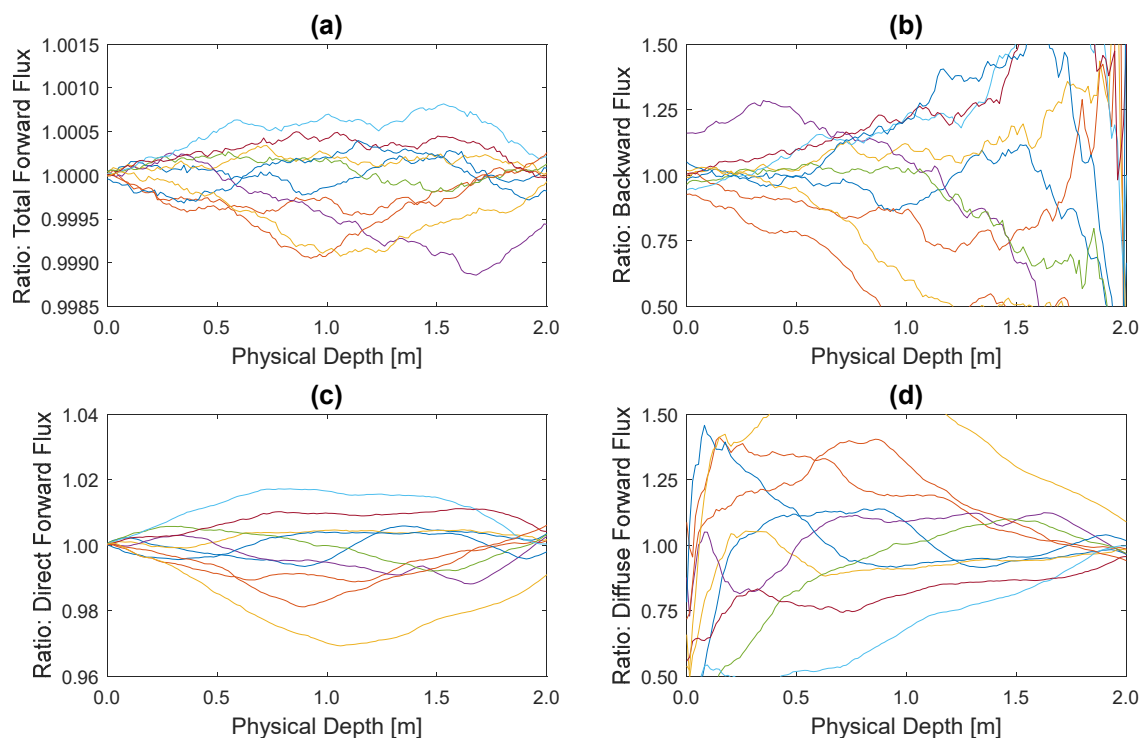 (a)
1.0015
1.0010
1.0005
1.0000
0.9995
0.9990
0.9985
Ratio: Total Forward Flux
0.0 0.5 1.0 1.5 2.0
Physical Depth [m]
(b)
1.50
1.25
1.00
0.75
0.50
Ratio: Backward Flux
0.0 0.5 1.0 1.5 2.0
Physical Depth [m]
(c)
1.04
1.02
1.00
0.98
0.96
Ratio: Direct Forward Flux
0.0 0.5 1.0 1.5 2.0
Physical Depth [m]
(d)
1.50
1.25
1.00
0.75
0.50
Ratio: Diffuse Forward Flux
0.0 0.5 1.0 1.5 2.0
Physical Depth [m]